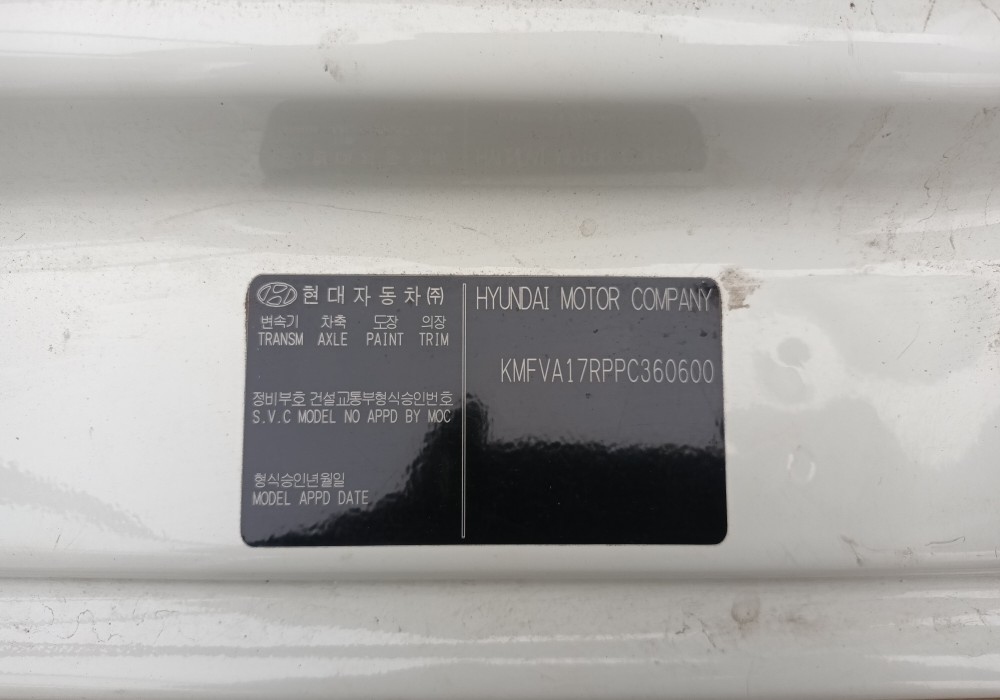 현대자동차(주)
변속기 차축 도장 의장
TRANSM AXLE PAINT TRIM
정비부호 건설교통부형식승인번호
S.V.C MODEL NO APPD BY MOC
형식승인년월일
MODEL APPD DATE
HYUNDAI MOTOR COMPANY
KMFVA17RPPC360600